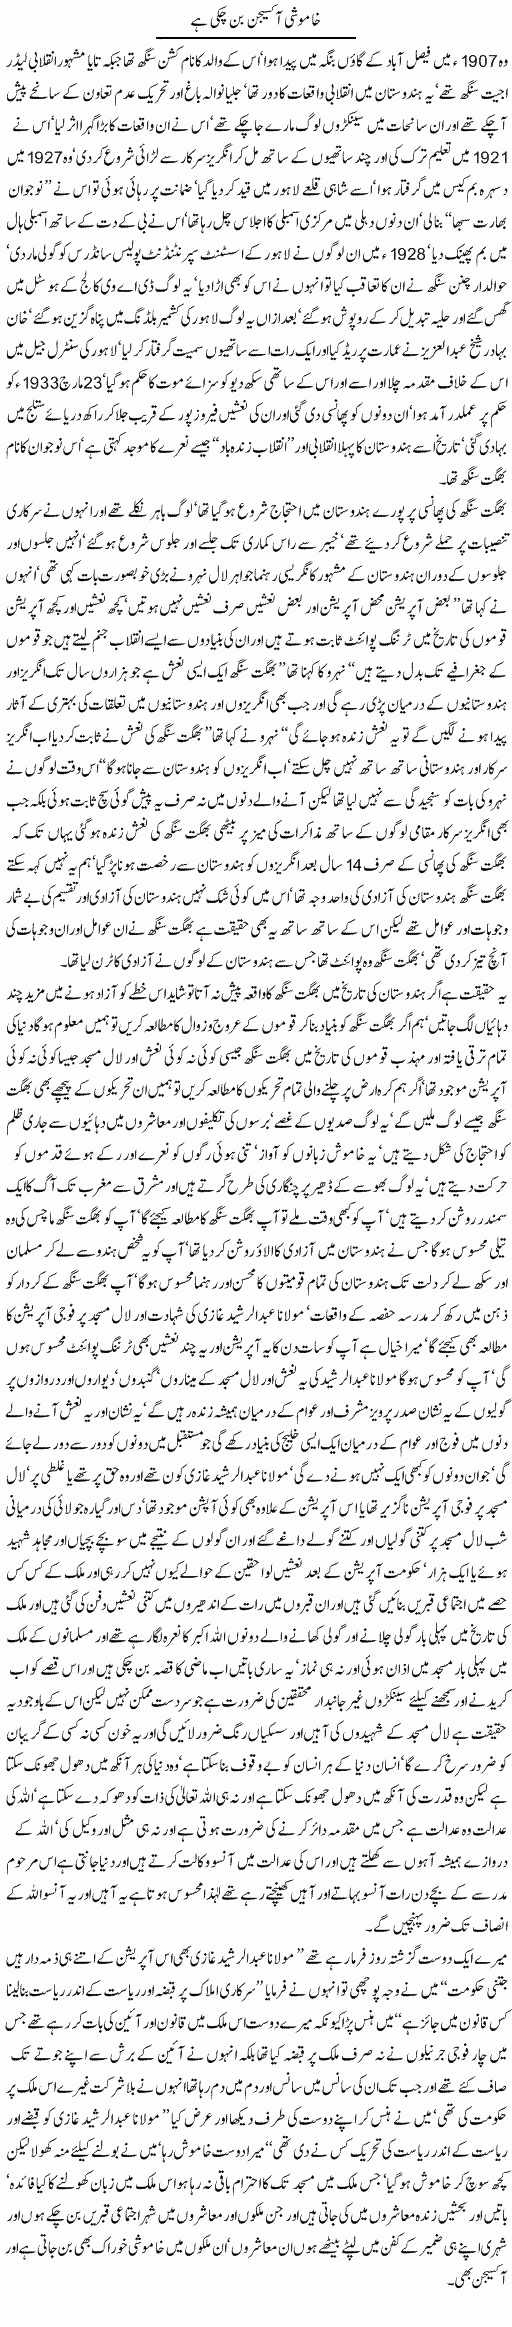 خاموشی آکسیجن بن چکی ہے
وہ 1907ء میں فیصل آباد کے گاؤں بنگہ میں پیدا ہوا‘ اس کے والد کا نام کشن سنگھ تھا جبکہ تایا مشہور انقلابی لیڈر
اجیت سنگھ تھے‘ یہ ہندوستان میں انقلابی واقعات کا دور تھا‘ جلیانوالہ باغ اور تحریک عدم تعاون کے سانحے پیش
آ چکے تھے اور ان سانحات میں سینکڑوں لوگ مارے جا چکے تھے‘ اس نے ان واقعات کا بڑا گہرا اثر لیا‘ اس نے
1921 میں تعلیم ترک کی اور چند ساتھیوں کے ساتھ مل کر انگریز سرکار سے لڑائی شروع کر دی‘ وہ 1927 میں
دسہرہ بم کیس میں گرفتار ہوا‘ اسے شاہی قلعے لاہور میں قید کر دیا گیا‘ ضمانت پر رہائی ہوئی تو اس نے ’’نوجوان
بھارت سبھا‘‘ بنا لی‘ ان دنوں دہلی میں مرکزی اسمبلی کا اجلاس چل رہا تھا‘ اس نے بی کے دت کے ساتھ اسمبلی ہال
میں بم پھینک دیا‘ 1928ء میں ان لوگوں نے لاہور کے اسسٹنٹ سپرنٹنڈنٹ پولیس سانڈرس کو گولی مار دی‘
حوالدار چنن سنگھ نے ان کا تعاقب کیا تو انہوں نے اس کو بھی اڑا دیا‘ یہ لوگ ڈی اے وی کالج کے ہوسٹل میں
گھس گئے اور حلیہ تبدیل کر کے روپوش ہو گئے‘ بعد ازاں یہ لوگ لاہور کی کشمیر بلڈنگ میں پناہ گزین ہو گئے‘ خان
بہادر شیخ عبدالعزیز نے عمارت پر ریڈ کیا اور ایک رات اسے ساتھیوں سمیت گرفتار کر لیا‘ لاہور کی سنٹرل جیل میں
اس کے خلاف مقدمہ چلا اور اسے اور اس کے ساتھی سکھ دیو کو سزائے موت کا حکم ہو گیا‘ 23 مارچ 1933ء کو
حکم پر عملدرآمد ہوا‘ ان دونوں کو پھانسی دی گئی اور ان کی نعشیں فیروز پور کے قریب جلا کر راکھ دریائے ستلج میں
بہا دی گئی‘ تاریخ اسے ہندوستان کا پہلا انقلابی اور ’’انقلاب زندہ باد‘‘ جیسے نعرے کا موجد کہتی ہے‘ اس نوجوان کا نام
بھگت سنگھ تھا۔
بھگت سنگھ کی پھانسی پر پورے ہندوستان میں احتجاج شروع ہو گیا تھا‘ لوگ باہر نکلے تھے اور انہوں نے سرکاری
تنصیبات پر حملے شروع کر دیئے تھے‘ خیبر سے راس کماری تک جلسے اور جلوس شروع ہو گئے‘ انہیں جلسوں اور
جلوسوں کے دوران ہندوستان کے مشہور کانگریسی رہنما جواہر لال نہرو نے بڑی خوبصورت بات کہی تھی‘ انہوں
نے کہا تھا ’’بعض آپریشن محض آپریشن اور بعض نعشیں صرف نعشیں نہیں ہوتیں‘ کچھ نعشیں اور کچھ آپریشن
قوموں کی تاریخ میں ٹرننگ پوائنٹ ثابت ہوتے ہیں اور ان کی بنیادوں سے ایسے انقلاب جنم لیتے ہیں جو قوموں
کے جغرافیے تک بدل دیتے ہیں‘‘ نہرو کا کہنا تھا ’’بھگت سنگھ ایک ایسی نعش ہے جو ہزاروں سال تک انگریز اور
ہندوستانیوں کے درمیان پڑی رہے گی اور جب بھی انگریزوں اور ہندوستانیوں میں تعلقات کی بہتری کے آثار
پیدا ہونے لگیں گے تو یہ نعش زندہ ہو جائے گی‘‘ نہرو نے کہا تھا ’’بھگت سنگھ کی نعش نے ثابت کر دیا اب انگریز
سرکار اور ہندوستانی ساتھ ساتھ نہیں چل سکتے‘ اب انگریزوں کو ہندوستان سے جانا ہو گا‘‘ اس وقت لوگوں نے
نہرو کی بات کو سنجیدگی سے نہیں لیا تھا لیکن آنے والے دنوں میں نہ صرف یہ پیش گوئی سچ ثابت ہوئی بلکہ جب
بھی انگریز سرکار مقامی لوگوں کے ساتھ مذاکرات کی میز پر بیٹھی بھگت سنگھ کی نعش زندہ ہو گئی یہاں تک کہ
بھگت سنگھ کی پھانسی کے صرف 14 سال بعد انگریزوں کو ہندوستان سے رخصت ہونا پڑ گیا‘ ہم یہ نہیں کہہ سکتے
بھگت سنگھ ہندوستان کی آزادی کی واحد وجہ تھا‘ اس میں کوئی شک نہیں ہندوستان کی آزادی اور تقسیم کی بے شمار
وجوہات اور عوامل تھے لیکن اس کے ساتھ ساتھ یہ بھی حقیقت ہے بھگت سنگھ نے ان عوامل اور ان وجوہات کی
آنچ تیز کر دی تھی‘ بھگت سنگھ وہ پوائنٹ تھا جس سے ہندوستان کے لوگوں نے آزادی کا ٹرن لیا تھا۔
یہ حقیقت ہے اگر ہندوستان کی تاریخ میں بھگت سنگھ کا واقعہ پیش نہ آتا تو شاید اس خطے کو آزاد ہونے میں مزید چند
دہائیاں لگ جاتیں‘ ہم اگر بھگت سنگھ کو بنیاد بنا کر قوموں کے عروج و زوال کا مطالعہ کریں تو ہمیں معلوم ہو گا دنیا کی
تمام ترقی یافتہ اور مہذب قوموں کی تاریخ میں بھگت سنگھ جیسی کوئی نہ کوئی نعش اور لال مسجد جیسا کوئی نہ کوئی
آپریشن موجود تھا‘ اگر ہم کرہ ارض پر چلنے والی تمام تحریکوں کا مطالعہ کریں تو ہمیں ان تحریکوں کے پیچھے بھی بھگت
سنگھ جیسے لوگ ملیں گے‘ یہ لوگ صدیوں کے غصے‘ برسوں کی تکلیفوں اور معاشروں میں دہائیوں سے جاری ظلم
کو احتجاج کی شکل دیتے ہیں‘ یہ خاموش زبانوں کو آواز‘ تنی ہوئی رگوں کو نعرے اور رکے ہوئے قدموں کو
حرکت دیتے ہیں‘ یہ لوگ بھوسے کے ڈھیر پر چنگاری کی طرح گرتے ہیں اور مشرق سے مغرب تک آگ کا ایک
سمندر روشن کر دیتے ہیں‘ آپ کو بھی وقت ملے تو آپ بھگت سنگھ کا مطالعہ کیجئے گا‘ آپ کو بھگت سنگھ ماچس کی وہ
تیلی محسوس ہو گا جس نے ہندوستان میں آزادی کا الاؤ روشن کر دیا تھا‘ آپ کو یہ شخص ہندو سے لے کر مسلمان
اور سکھ لے کر دلت تک ہندوستان کی تمام قومیتوں کا محسن اور رہنما محسوس ہو گا‘ آپ بھگت سنگھ کے کردار کو
ذہن میں رکھ کر مدرسہ حفصہ کے واقعات‘ مولانا عبدالرشید غازی کی شہادت اور لال مسجد پر فوجی آپریشن کا
مطالعہ بھی کیجئے گا‘ میرا خیال ہے آپ کو سات دن کا یہ آپریشن اور یہ چند نعشیں بھی ٹرننگ پوائنٹ محسوس ہوں
گی‘ آپ کو محسوس ہو گا مولانا عبدالرشید کی یہ نعش اور لال مسجد کے میناروں‘ گنبدوں‘ دیواروں اور دروازوں پر
گولیوں کے یہ نشان صدر پرویز مشرف اور عوام کے درمیان ہمیشہ زندہ رہیں گے‘ یہ نشان اور یہ نعش آنے والے
دنوں میں فوج اور عوام کے درمیان ایک ایسی خلیج کی بنیاد رکھے گی جو مستقبل میں دونوں کو دور سے دور لے جائے
گی‘ جو ان دونوں کو کبھی ایک نہیں ہونے دے گی‘ مولانا عبدالرشید غازی کون تھے اور وہ حق پر تھے یا غلطی پر‘ لال
مسجد پر فوجی آپریشن ناگزیر تھا یا اس آپریشن کے علاوہ بھی کوئی آپشن موجود تھا‘ دس اور گیارہ جولائی کی درمیانی
شب لال مسجد پر کتنی گولیاں اور کتنے گولے داغے گئے اور ان گولوں کے نتیجے میں سو بچے بچیاں اور مجاہد شہید
ہوئے یا ایک ہزار‘ حکومت آپریشن کے بعد نعشیں لواحقین کے حوالے کیوں نہیں کر رہی اور ملک کے کس کس
حصے میں اجتماعی قبریں بنائیں گئی ہیں اور ان قبروں میں رات کے اندھیروں میں کتنی نعشیں دفن کی گئی ہیں اور ملک
کی تاریخ میں پہلی بار گولی چلانے اور گولی کھانے والے دونوں اللہ اکبر کا نعرہ لگا رہے تھے اور مسلمانوں کے ملک
میں پہلی بار مسجد میں اذان ہوئی اور نہ ہی نماز‘ یہ ساری باتیں اب ماضی کا قصہ بن چکی ہیں اور اس قصے کو اب
کریدنے اور سمجھنے کیلئے سینکڑوں غیر جانبدار محققین کی ضرورت ہے جو سردست ممکن نہیں لیکن اس کے باوجود یہ
حقیقت ہے لال مسجد کے شہیدوں کی آہیں اور سسکیاں رنگ ضرور لائیں گی اور یہ خون کسی نہ کسی کے گریبان
کو ضرور سرخ کرے گا‘ انسان دنیا کے ہر انسان کو بے وقوف بنا سکتا ہے‘ وہ دنیا کی ہر آنکھ میں دھول جھونک سکتا
ہے لیکن وہ قدرت کی آنکھ میں دھول جھونک سکتا ہے اور نہ ہی اللہ تعالیٰ کی ذات کو دھوکہ دے سکتا ہے‘ اللہ کی
عدالت وہ عدالت ہے جس میں مقدمہ دائر کرنے کی ضرورت ہوتی ہے اور نہ ہی مثل اور وکیل کی‘ اللہ کے
دروازے ہمیشہ آہوں سے کھلتے ہیں اور اس کی عدالت میں آنسو وکالت کرتے ہیں اور دنیا جانتی ہے اس مرحوم
مدرسے کے بچے دن رات آنسو بہاتے اور آہیں کھینچتے رہے تھے لہٰذا محسوس ہوتا ہے یہ آہیں اور یہ آنسو اللہ کے
انصاف تک ضرور پہنچیں گے۔
میرے ایک دوست گزشتہ روز فرما رہے تھے ’’مولانا عبدالرشید غازی بھی اس آپریشن کے اتنے ہی ذمہ دار ہیں
جتنی حکومت‘‘ میں نے وجہ پوچھی تو انہوں نے فرمایا ’’سرکاری املاک پر قبضہ اور ریاست کے اندر ریاست بنا لینا
کس قانون میں جائز ہے‘‘ میں ہنس پڑا کیونکہ میرے دوست اس ملک میں قانون اور آئین کی بات کر رہے تھے جس
میں چار فوجی جرنیلوں نے نہ صرف ملک پر قبضہ کیا تھا بلکہ انہوں نے آئین کے برش سے اپنے جوتے تک
صاف کئے تھے اور جب تک ان کی سانس میں سانس اور دم میں دم رہا تھا انہوں نے بلا شرکت غیرے اس ملک پر
حکومت کی تھی‘ میں نے ہنس کر اپنے دوست کی طرف دیکھا اور عرض کیا ’’مولانا عبدالرشید غازی کو قبضے اور
ریاست کے اندر ریاست کی تحریک کس نے دی تھی‘‘ میرا دوست خاموش رہا‘ میں نے بولنے کیلئے منہ کھولا لیکن
کچھ سوچ کر خاموش ہو گیا‘ جس ملک میں مسجد تک کا احترام باقی نہ رہا ہو اس ملک میں زبان کھولنے کا کیا فائدہ‘
باتیں اور بحثیں زندہ معاشروں میں کی جاتی ہیں اور جن ملکوں اور معاشروں میں شہر اجتماعی قبریں بن چکے ہوں اور
شہری اپنے ہی ضمیر کے کفن میں لپٹے بیٹھے ہوں ان معاشروں‘ ان ملکوں میں خاموشی خوراک بھی بن جاتی ہے اور
آکسیجن بھی۔